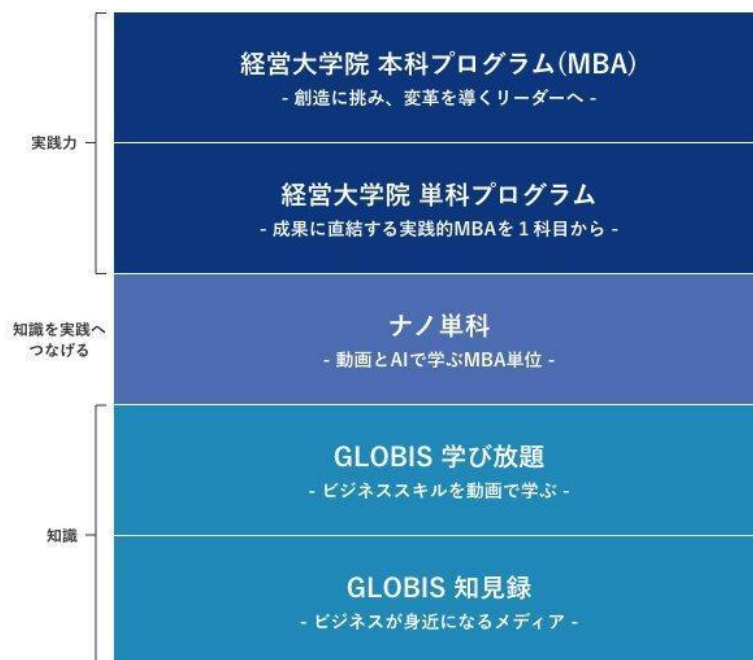 経営大学院 本科プログラム(MBA)
- 創造に挑み、変革を導くリーダーへ -
実践力
経営大学院 単科プログラム
- 成果に直結する実践的MBAを１科目から -
知識を実践へ
つなげる
ナノ単科
- 動画とAIで学ぶMBA単位 -
GLOBIS 学び放題
- ビジネススキルを動画で学ぶ -
知識
GLOBIS 知見録
- ビジネスが身近になるメディア -